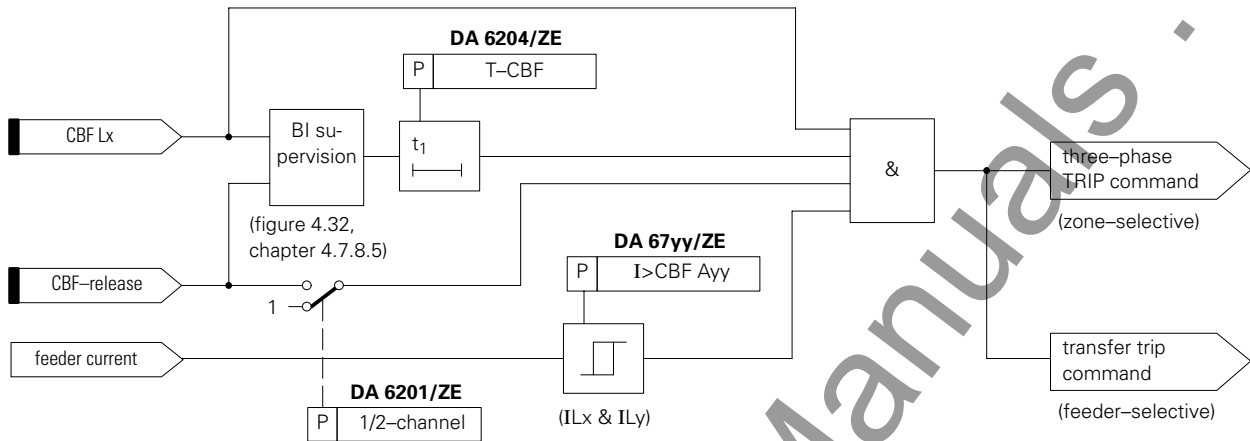 DA 6204/ZE
P T–CBF
CBF Lx
BI su-
pervision
t1
&
three–phase
TRIP command
(zone–selective)
(figure 4.32,
chapter 4.7.8.5)
DA 67yy/ZE
P I>CBF Ayy
CBF–release
1
feeder current
transfer trip
command
(feeder–selective)
DA 6201/ZE
P 1/2–channel
(ILx & ILy)
Manuals .